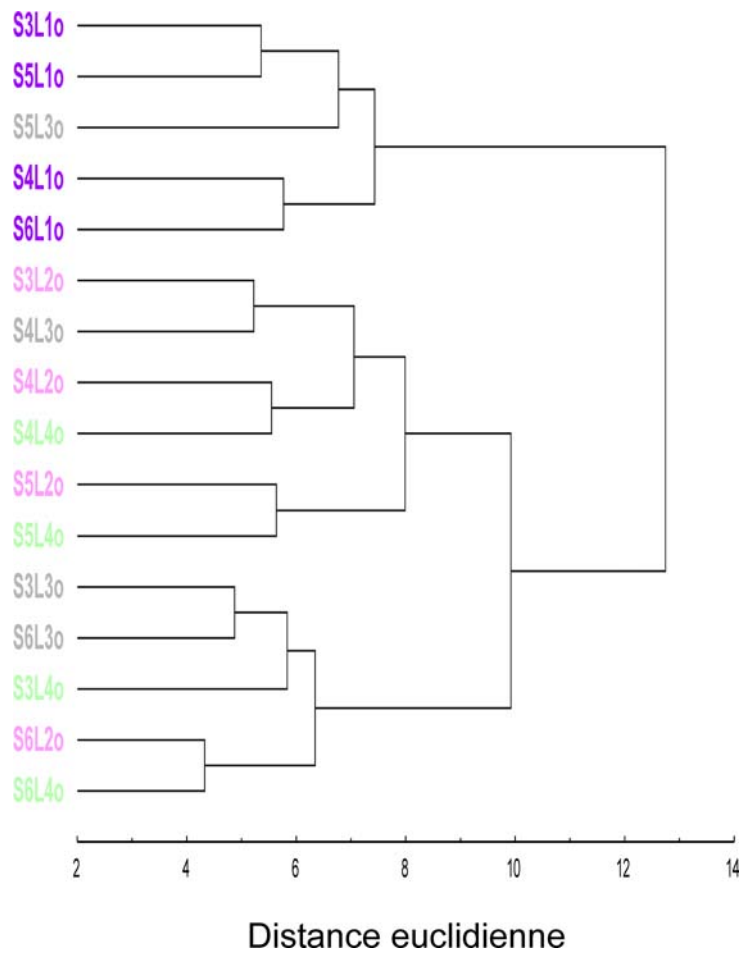 S3L1o
S5L1o
S5L3o
S4L1o
S6L1o
S3L2o
S4L3o
S4L2o
S4L4o
S5L2o
S5L4o
S3L3o
S6L3o
S3L4o
S6L2o
S6L4o
2 4 6 8 10 12 14
Distance euclidienne